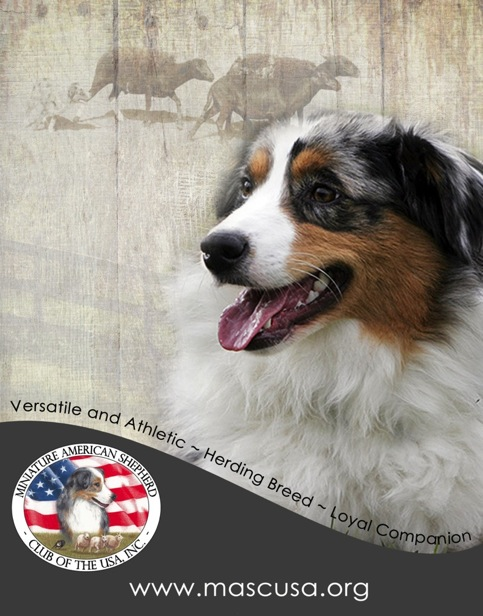 Versatile and Athletic ~ Herding Breed ~ Loyal Companion
MINIATURE AMERICAN SHEPHERD
- CLUB OF THE USA, INC. -
www.mascusa.org